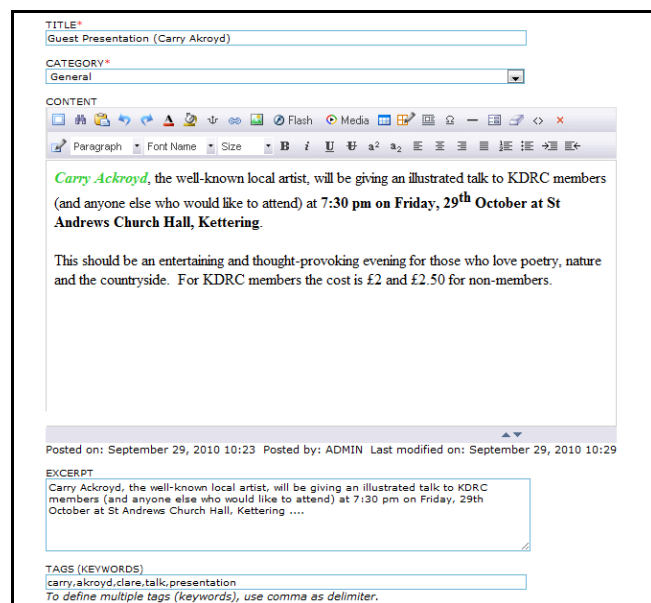 TITLE*
Guest Presentation (Carry Akroyd)
CATEGORY*
General
CONTENT
Flash Media
Paragraph Font Name Size B i U U a² a₂
Carry Ackroyd, the well-known local artist, will be giving an illustrated talk to KDRC members
(and anyone else who would like to attend) at 7:30 pm on Friday, 29th October at St
Andrews Church Hall, Kettering.
This should be an entertaining and thought-provoking evening for those who love poetry, nature
and the countryside. For KDRC members the cost is £2 and £2.50 for non-members.
Posted on: September 29, 2010 10:23 Posted by: ADMIN Last modified on: September 29, 2010 10:29
EXCERPT
Carry Ackroyd, the well-known local artist, will be giving an illustrated talk to KDRC
members (and anyone else who would like to attend) at 7:30 pm on Friday, 29th
October at St Andrews Church Hall, Kettering ....
TAGS (KEYWORDS)
carry,akroyd,clare,talk,presentation
To define multiple tags (keywords), use comma as delimiter.